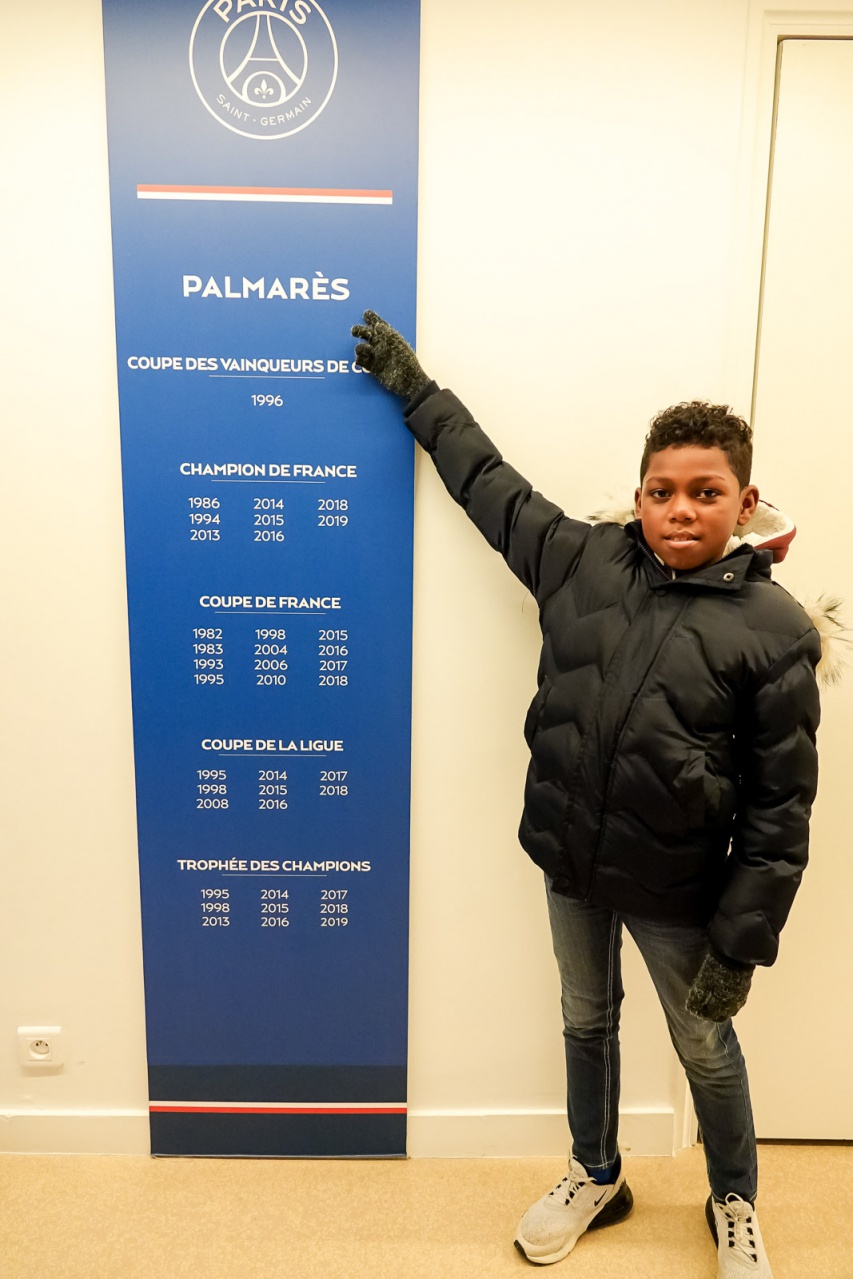 PARIS
SAINT-GERMAIN
PALMARÈS
COUPE DES VAINQUEURS DE
1996
CHAMPION DE FRANCE
1986 2014 2018
1994 2015 2019
2013 2016
COUPE DE FRANCE
1982 1998 2015
1983 2004 2016
1993 2006 2017
1995 2010 2018
COUPE DE LA LIGUE
1995 2014 2017
1998 2015 2018
2008 2016
TROPHÉE DES CHAMPIONS
1995 2014 2017
1998 2015 2018
2013 2016 2019